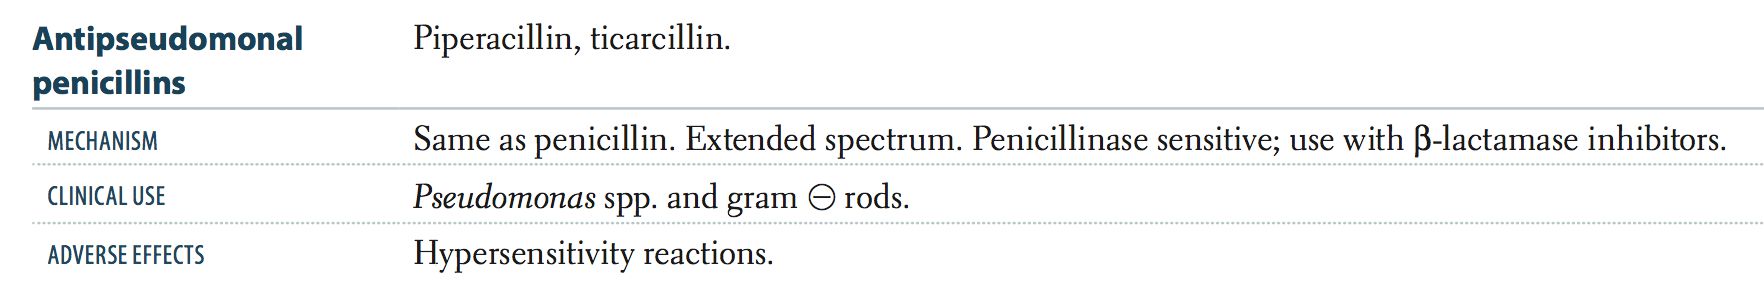 Antipseudomonal penicillins
Piperacillin, ticarcillin.
MECHANISM Same as penicillin. Extended spectrum. Penicillinase sensitive; use with β-lactamase inhibitors.
CLINICAL USE Pseudomonas spp. and gram ⊖ rods.
ADVERSE EFFECTS Hypersensitivity reactions.